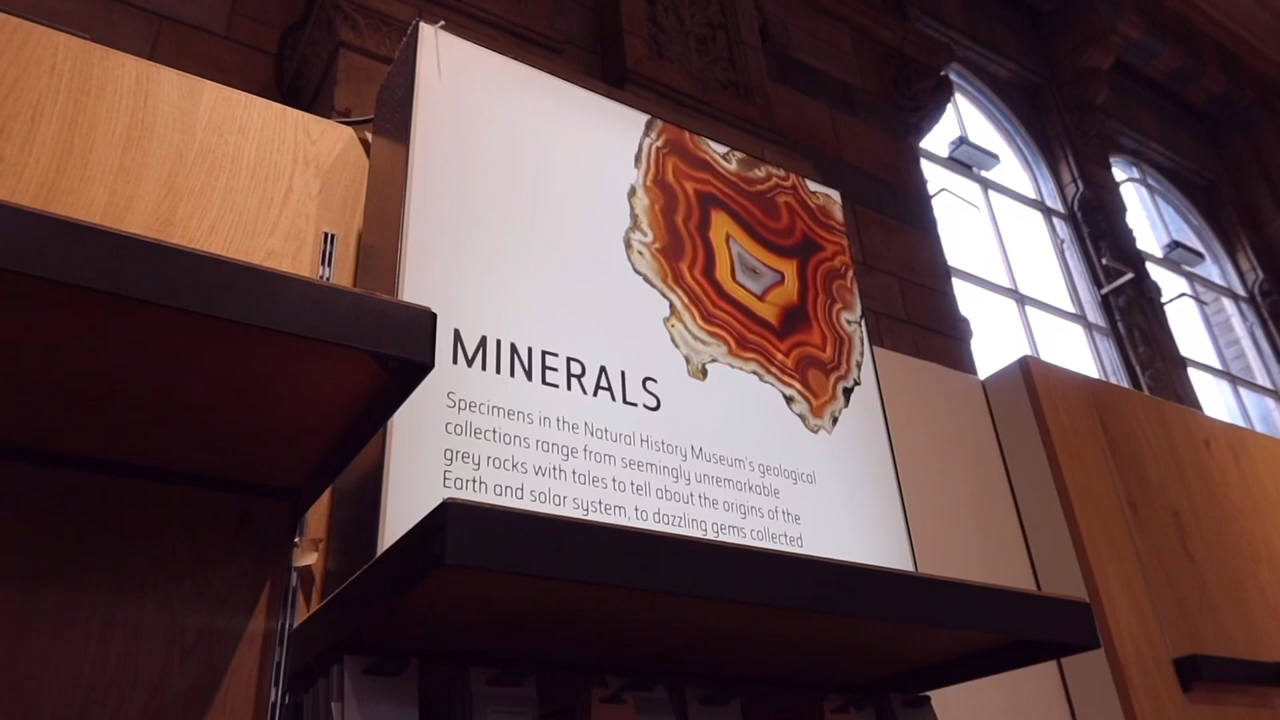 MINERALS
Specimens in the Natural History Museum's geological
collections range from seemingly unremarkable
grey rocks with tales to tell about the origins of the
Earth and solar system, to dazzling gems collected